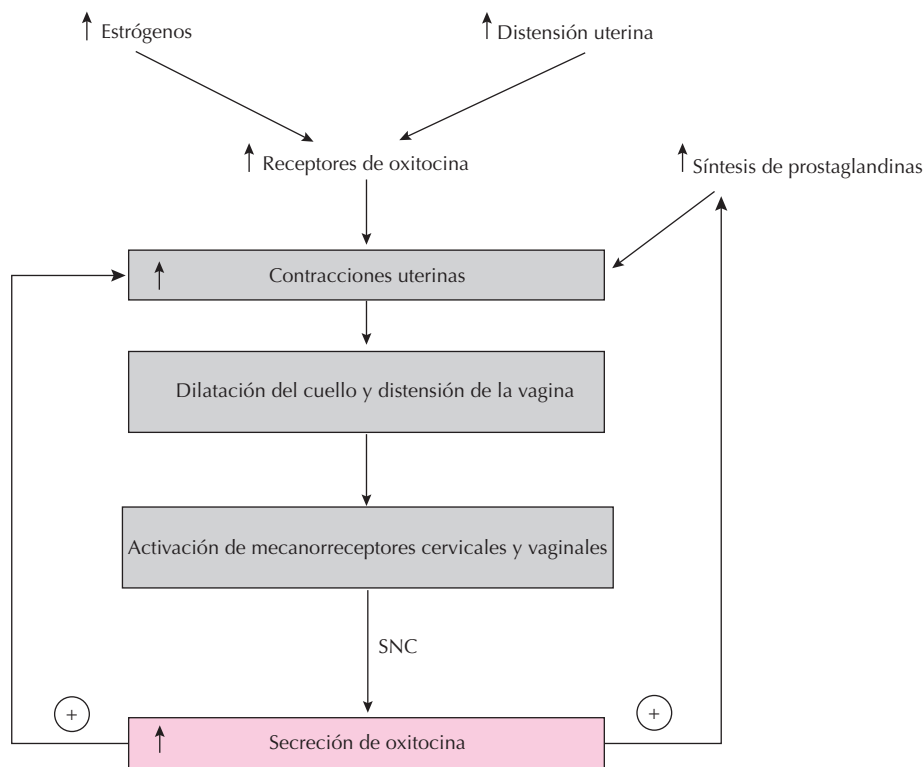 ↑ Estrógenos
↑ Distensión uterina
↑ Receptores de oxitocina
↑ Síntesis de prostaglandinas
↑ Contracciones uterinas
Dilatación del cuello y distensión de la vagina
Activación de mecanorreceptores cervicales y vaginales
SNC
+
+
↑ Secreción de oxitocina